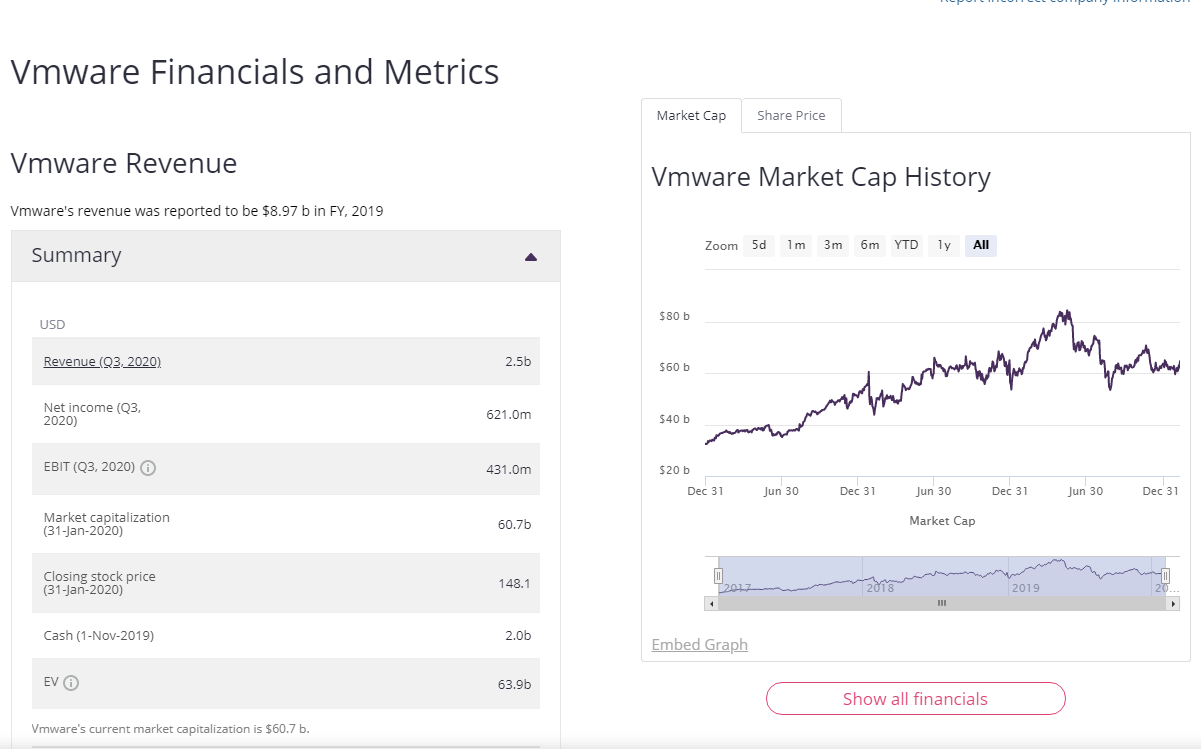 Report incorrect company information
Vmware Financials and Metrics
Vmware Revenue
Vmware's revenue was reported to be $8.97 b in FY, 2019
Summary
USD
Revenue (Q3, 2020) 2.5b
Net income (Q3,
2020) 621.0m
EBIT (Q3, 2020) 431.0m
Market capitalization
(31-Jan-2020) 60.7b
Closing stock price
(31-Jan-2020) 148.1
Cash (1-Nov-2019) 2.0b
EV 63.9b
Vmware's current market capitalization is $60.7 b.
Market Cap Share Price
Vmware Market Cap History
Zoom 5d 1m 3m 6m YTD 1y All
$80 b
$60 b
$40 b
$20 b
Dec 31 Jun 30 Dec 31 Jun 30 Dec 31 Jun 30 Dec 31
Market Cap
2017 2018 2019 20...
Embed Graph
Show all financials